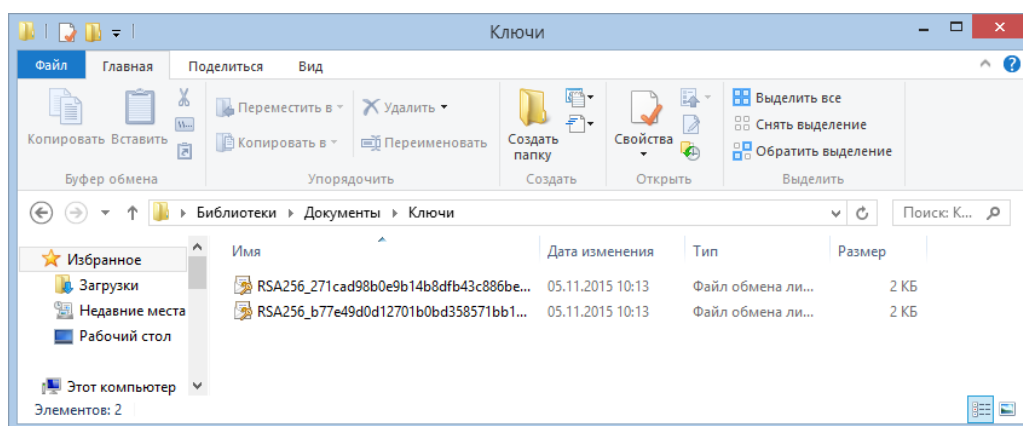 Ключи
Файл Главная Поделиться Вид
Копировать Вставить Переместить в Копировать в Удалить Переименовать Создать папку Свойства Выделить все Снять выделение Обратить выделение
Буфер обмена Упорядочить Создать Открыть Выделить
Библиотеки Документы Ключи Поиск: К...
Избранное
Загрузки
Недавние места
Рабочий стол
Этот компьютер
Имя Дата изменения Тип Размер
RSA256_271cad98b0e9b14b8dfb43c886be... 05.11.2015 10:13 Файл обмена ли... 2 КБ
RSA256_b77e49d0d12701b0bd358571bb1... 05.11.2015 10:13 Файл обмена ли... 2 КБ
Элементов: 2